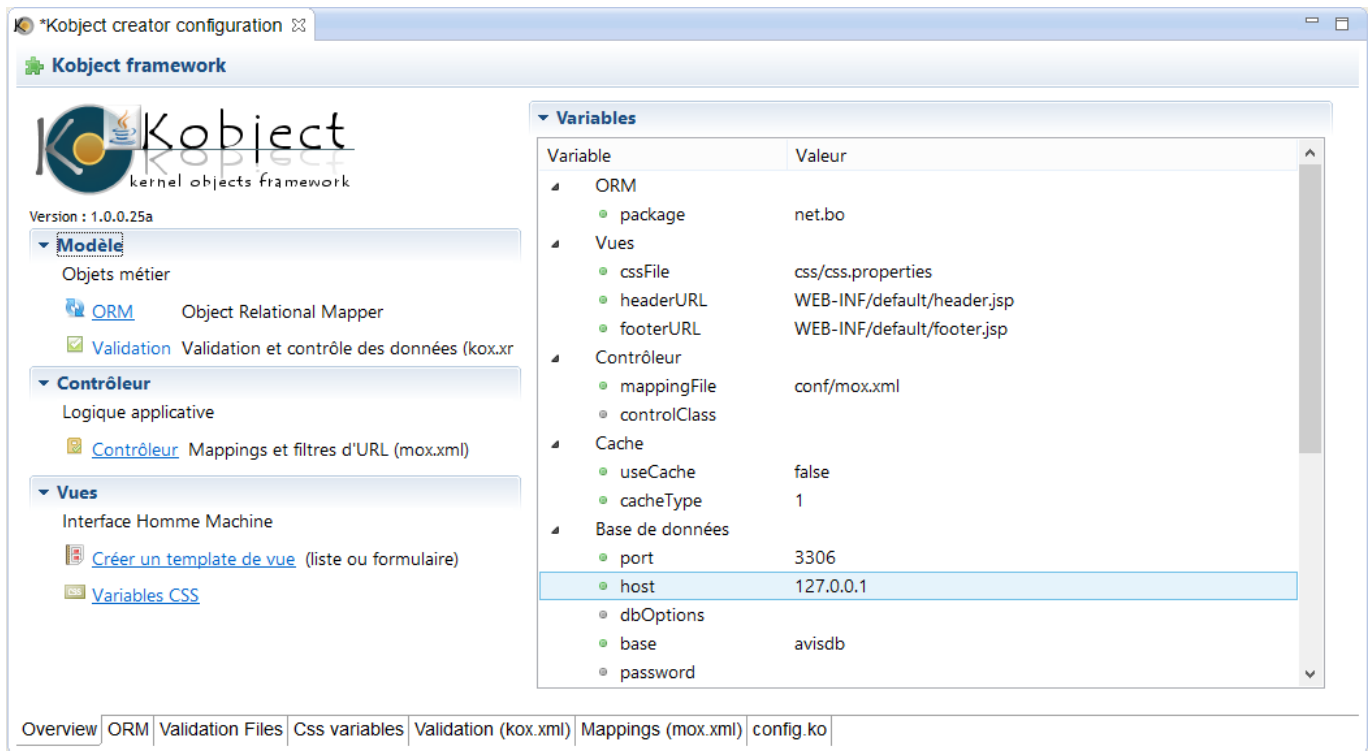 *Kobject creator configuration
Kobject framework
Kobject
kernel objects framework
Version : 1.0.0.25a
Modèle
Objets métier
ORM Object Relational Mapper
Validation Validation et contrôle des données (kox.xr
Contrôleur
Logique applicative
Contrôleur Mappings et filtres d'URL (mox.xml)
Vues
Interface Homme Machine
Créer un template de vue (liste ou formulaire)
CSS Variables CSS
Variables
Variable Valeur
ORM
package net.bo
Vues
cssFile css/css.properties
headerURL WEB-INF/default/header.jsp
footerURL WEB-INF/default/footer.jsp
Contrôleur
mappingFile conf/mox.xml
controlClass
Cache
useCache false
cacheType 1
Base de données
port 3306
host 127.0.0.1
dbOptions
base avisdb
password
Overview ORM Validation Files Css variables Validation (kox.xml) Mappings (mox.xml) config.ko